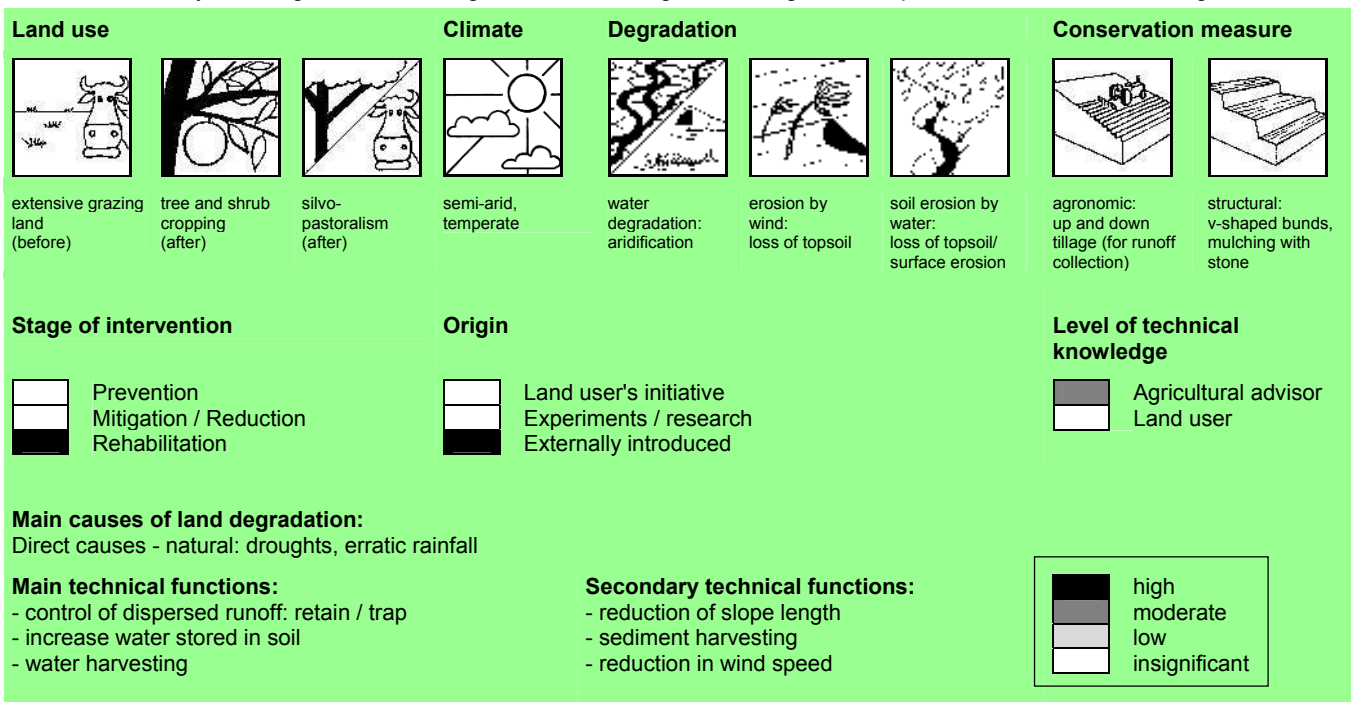 Land use
Climate
Degradation
Conservation measure
extensive grazing
land
(before)
tree and shrub
cropping
(after)
silvo-
pastoralism
(after)
semi-arid,
temperate
water
degradation:
aridification
erosion by
wind:
loss of topsoil
soil erosion by
water:
loss of topsoil/
surface erosion
agronomic:
up and down
tillage (for runoff
collection)
structural:
v-shaped bunds,
mulching with
stone
Stage of intervention
Prevention
Mitigation / Reduction
Rehabilitation
Origin
Land user's initiative
Experiments / research
Externally introduced
Level of technical
knowledge
Agricultural advisor
Land user
Main causes of land degradation:
Direct causes - natural: droughts, erratic rainfall
Main technical functions:
- control of dispersed runoff: retain / trap
- increase water stored in soil
- water harvesting
Secondary technical functions:
- reduction of slope length
- sediment harvesting
- reduction in wind speed
high
moderate
low
insignificant